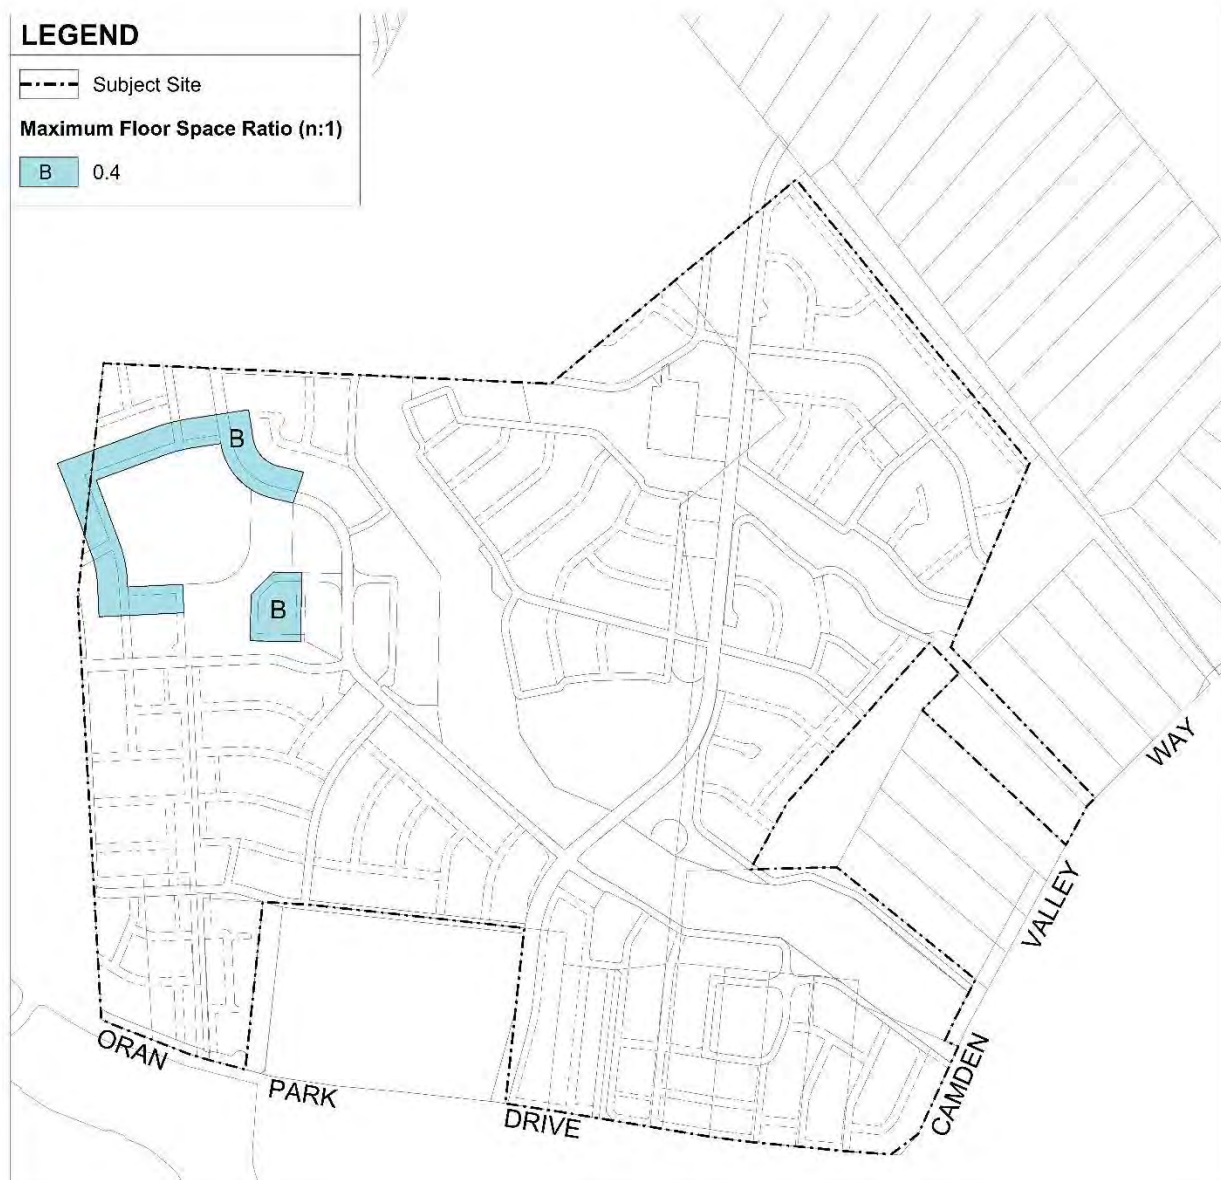 LEGEND
Subject Site
Maximum Floor Space Ratio (n:1)
B 0.4
B
B
WAY
VALLEY
CAMDEN
ORAN
PARK
DRIVE